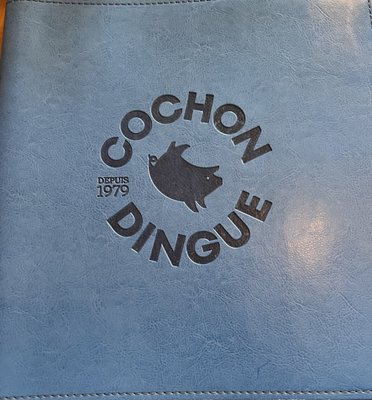 COCHON
DEPUIS
1979
DINGUE